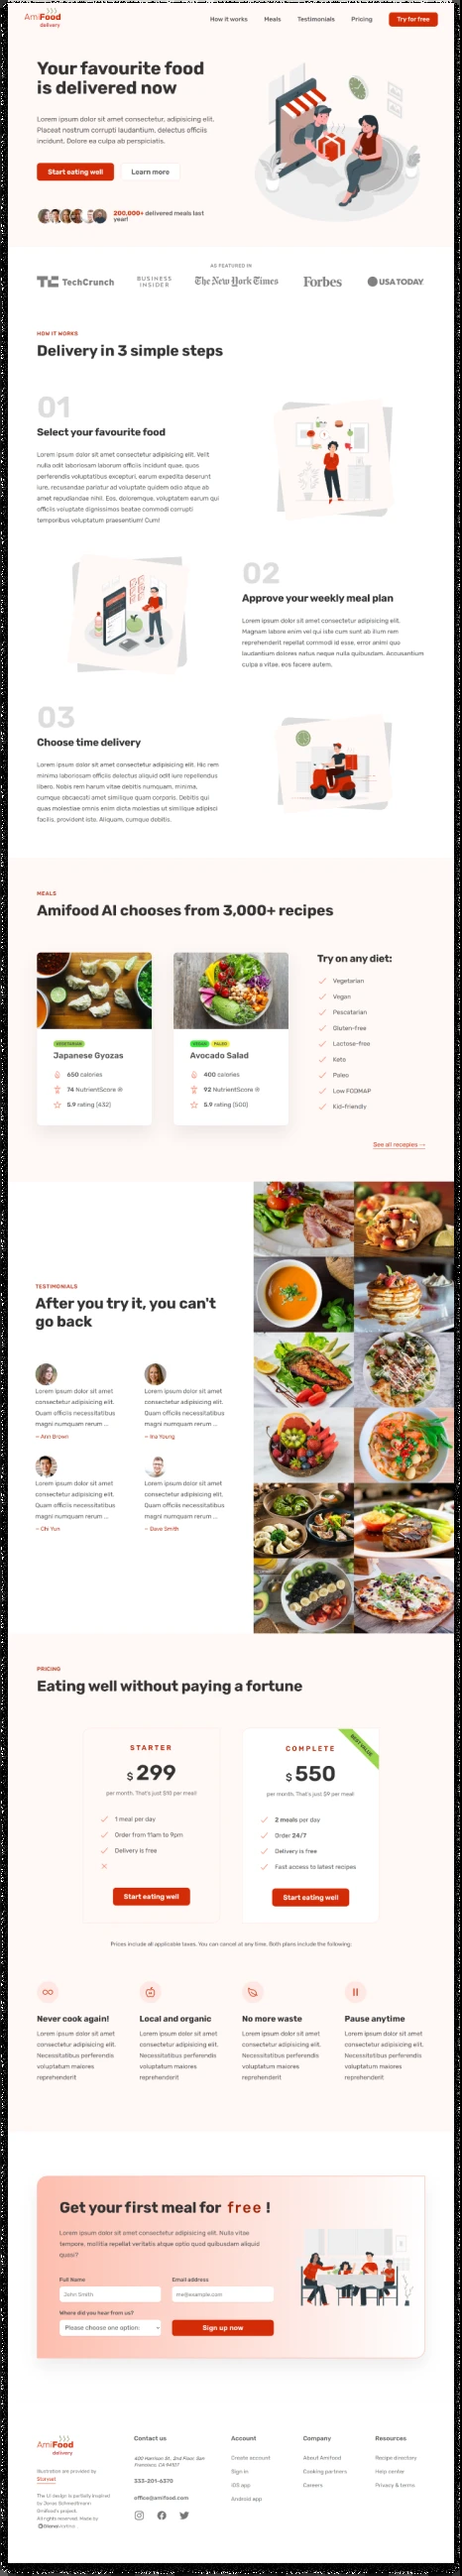 AmiFood
delivery
How it works Meals Testimonials Pricing Try for free
Your favourite food
is delivered now
Lorem ipsum dolor sit amet consectetur, adipisicing elit.
Placeat nostrum corrupti laudantium, delectus officiis
incidunt. Dolore ea culpa ab perspiciatis.
Start eating well Learn more
200,000+ delivered meals last
year!
AS FEATURED IN
TechCrunch BUSINESS INSIDER The New York Times Forbes USA TODAY
HOW IT WORKS
Delivery in 3 simple steps
01
Select your favourite food
Lorem ipsum dolor sit amet consectetur adipisicing elit. Velit
nulla odit laboriosam laborum officiis incidunt quae, quos
perferendis voluptatibus excepturi, earum expedita deserunt
iure, recusandae pariatur ad voluptate quidem odio atque ab
amet repudiandae nihil. Eos, doloremque, voluptatem earum qui
officiis voluptate dignissimos beatae commodi corrupti
temporibus voluptatum praesentium! Cum!
02
Approve your weekly meal plan
Lorem ipsum dolor sit amet consectetur adipisicing elit.
Magnam labore enim vel qui iste cum sunt ab illum rem
reprehenderit repellat commodi id esse, error animi quo
laudantium dolores natus neque nulla quibusdam. Accusantium
culpa a vitae, eos facere autem.
03
Choose time delivery
Lorem ipsum dolor sit amet consectetur adipisicing elit. Hic rem
minima laboriosam officiis delectus aliquid odit ut repellendus
libero. Nobis rem harum vitae debitis numquam, minima,
cumque obcaecati amet similique quam corporis. Debitis qui
quas molestiae omnis enim dicta molestias ut similique adipisci
facilis, provident iste. Aliquam, cumque debitis.
MEALS
Amifood AI chooses from 3,000+ recipes
VEGETARIAN
Japanese Gyozas
650 calories
74 NutrientScore ®
5.9 rating (432)
VEGAN PALEO
Avocado Salad
400 calories
92 NutrientScore ®
5.9 rating (500)
Try on any diet:
Vegetarian
Vegan
Pescatarian
Gluten-free
Lactose-free
Keto
Paleo
Low FODMAP
Kid-friendly
See all recepies →
TESTIMONIALS
After you try it, you can't
go back
Lorem ipsum dolor sit amet
consectetur adipisicing elit.
Quam officiis necessitatibus
magni numquam rerum ...
— Ann Brown
Lorem ipsum dolor sit amet
consectetur adipisicing elit.
Quam officiis necessitatibus
magni numquam rerum ...
— Ina Young
Lorem ipsum dolor sit amet
consectetur adipisicing elit.
Quam officiis necessitatibus
magni numquam rerum ...
— Chi Yun
Lorem ipsum dolor sit amet
consectetur adipisicing elit.
Quam officiis necessitatibus
magni numquam rerum ...
— Dave Smith
PRICING
Eating well without paying a fortune
STARTER
$ 299
per month. That's just $10 per meal!
1 meal per day
Order from 11am to 9pm
Delivery is free
Start eating well
BEST VALUE
COMPLETE
$ 550
per month. That's just $9 per meal
2 meals per day
Order 24/7
Delivery is free
Fast access to latest recipes
Start eating well
Prices include all applicable taxes. You can cancel at any time. Both plans include the following:
Never cook again!
Lorem ipsum dolor sit amet
consectetur adipisicing elit.
Necessitatibus perferendis
voluptatum maiores
reprehenderit
Local and organic
Lorem ipsum dolor sit amet
consectetur adipisicing elit.
Necessitatibus perferendis
voluptatum maiores
reprehenderit
No more waste
Lorem ipsum dolor sit amet
consectetur adipisicing elit.
Necessitatibus perferendis
voluptatum maiores
reprehenderit
Pause anytime
Lorem ipsum dolor sit amet
consectetur adipisicing elit.
Necessitatibus perferendis
voluptatum maiores
reprehenderit
Get your first meal for free !
Lorem ipsum dolor sit amet consectetur adipisicing elit. Nulla vitae
tempore, mollitia repellat veritatis atque optio quod quibusdam aliquid
quasi?
Full Name Email address
John Smith me@example.com
Where did you hear from us?
Please choose one option: Sign up now
AmiFood
delivery
Illustration are provided by
Storyset
The UI design is partially inspired
by Jonas Schmedtmann
Omifood's project.
All rights reserved. Made by
Contact us
400 Harrison St., 2nd Floor, San
Francisco, CA 94107
333-201-6370
office@amifood.com
Account
Create account
Sign in
iOS app
Android app
Company
About Amifood
Cooking partners
Careers
Resources
Recipe directory
Help center
Privacy & terms